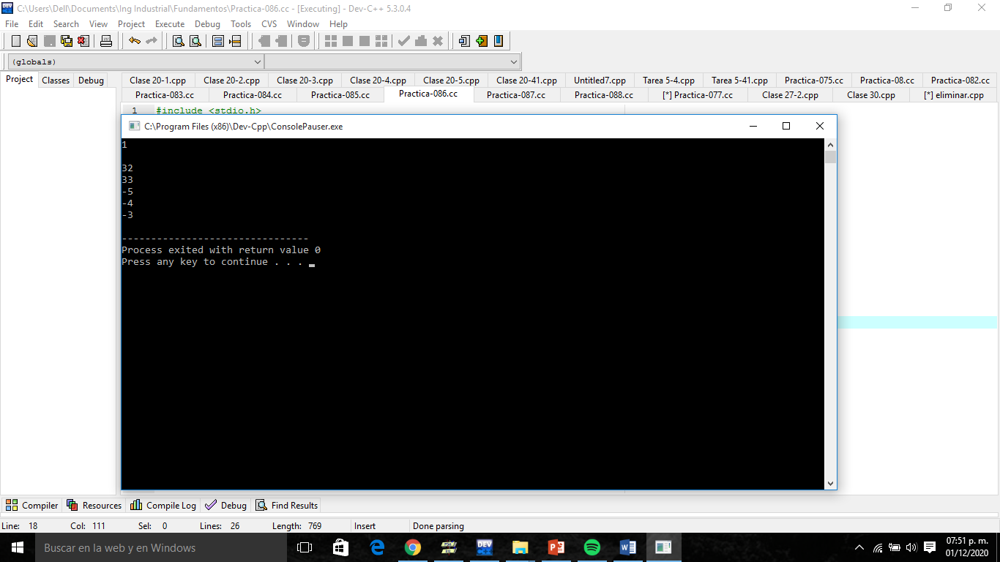 C:\Users\Dell\Documents\Ing Industrial\Fundamentos\Practica-086.cc - [Executing] - Dev-C++ 5.3.0.4
File Edit Search View Project Execute Debug Tools CVS Window Help
(globals)
Project Classes Debug
Clase 20-1.cpp Clase 20-2.cpp Clase 20-3.cpp Clase 20-4.cpp Clase 20-5.cpp Clase 20-41.cpp Untitled7.cpp Tarea 5-4.cpp Tarea 5-41.cpp Practica-075.cc Practica-08.cc Practica-082.cc
Practica-083.cc Practica-084.cc Practica-085.cc Practica-086.cc Practica-087.cc Practica-088.cc [*] Practica-077.cc Clase 27-2.cpp Clase 30.cpp [*] eliminar.cpp
1 #include <stdio.h>
C:\Program Files (x86)\Dev-Cpp\ConsolePauser.exe
1
32
33
-5
-4
-3
--------------------------------
Process exited with return value 0
Press any key to continue . . .
Compiler Resources Compile Log Debug Find Results
Line: 18 Col: 111 Sel: 0 Lines: 26 Length: 769 Insert Done parsing
Buscar en la web y en Windows
DEV
07:51 p. m.
01/12/2020